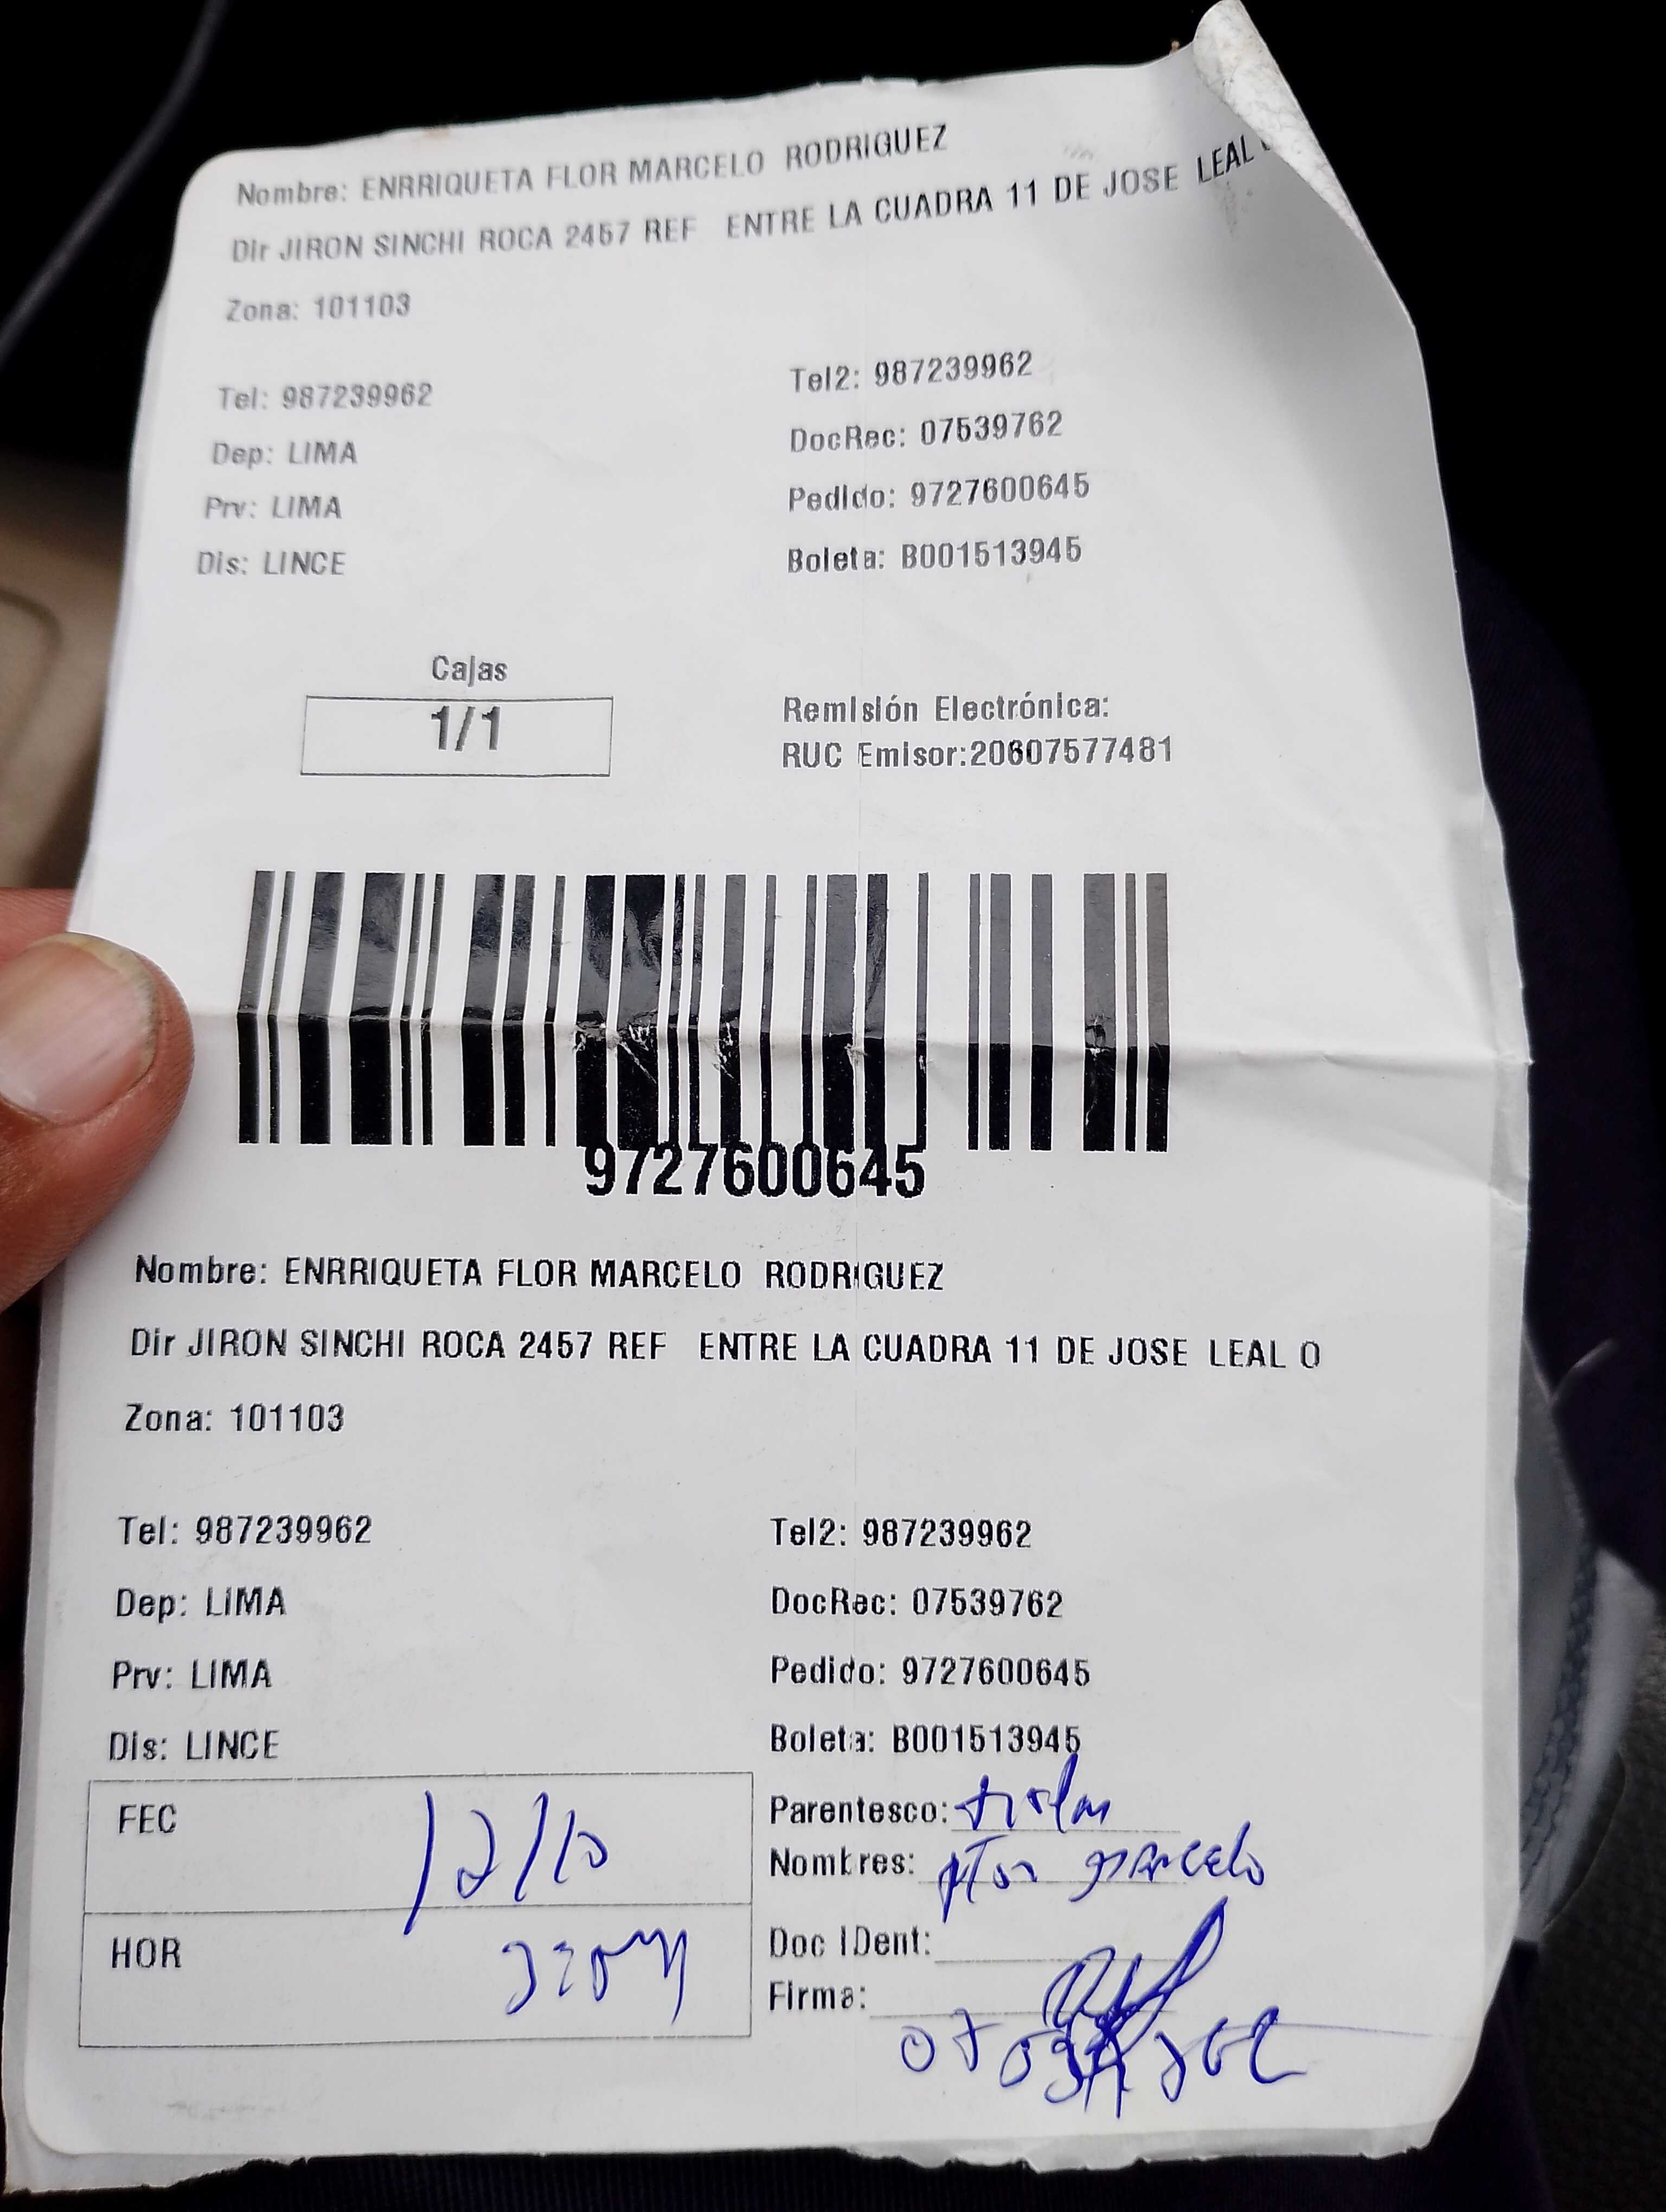 Nombre: ENRRIQUETA FLOR MARCELO RODRIGUEZ
Dir JIRON SINCHI ROCA 2457 REF ENTRE LA CUADRA 11 DE JOSE LEAL
Zona: 101103
Tel: 987239962 Tel2: 987239962
Dep: LIMA DocRec: 07539762
Prv: LIMA Pedido: 9727600645
Dis: LINCE Boleta: B001513945
Cajas
1/1
Remisión Electrónica:
RUC Emisor:20607577481
9727600645
Nombre: ENRRIQUETA FLOR MARCELO RODRIGUEZ
Dir JIRON SINCHI ROCA 2457 REF ENTRE LA CUADRA 11 DE JOSE LEAL O
Zona: 101103
Tel: 987239962 Tel2: 987239962
Dep: LIMA DocRec: 07539762
Prv: LIMA Pedido: 9727600645
Dis: LINCE Boleta: B001513945
FEC 12/10
HOR
Parentesco:
Nombres: Flor Marcelo
Doc IDent:
Firma: